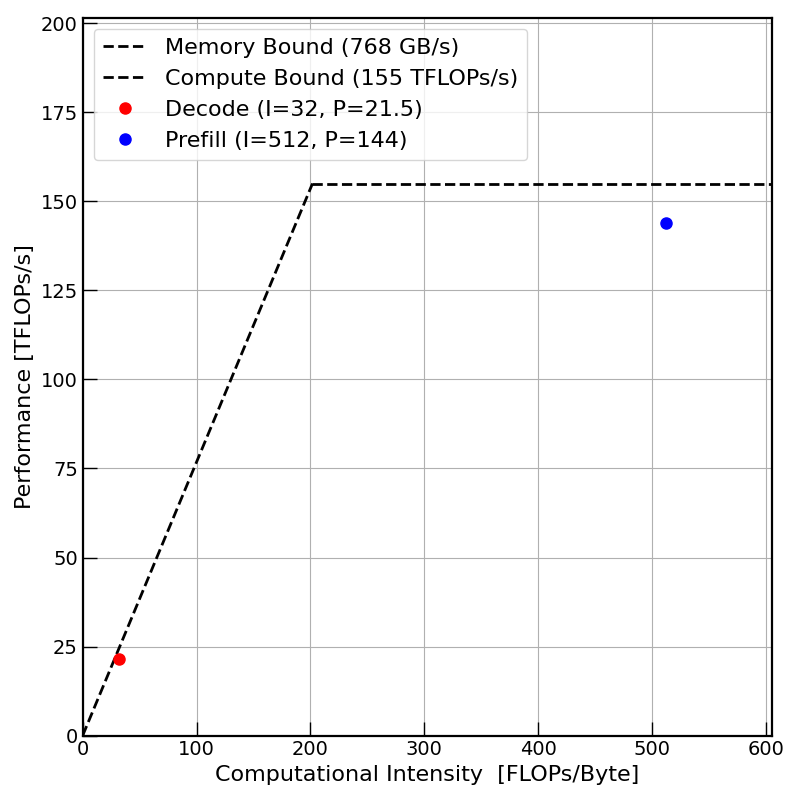 200
175
150
125
100
75
50
25
0
Performance [TFLOPs/s]
Memory Bound (768 GB/s)
Compute Bound (155 TFLOPs/s)
Decode (I=32, P=21.5)
Prefill (I=512, P=144)
0 100 200 300 400 500 600
Computational Intensity [FLOPs/Byte]